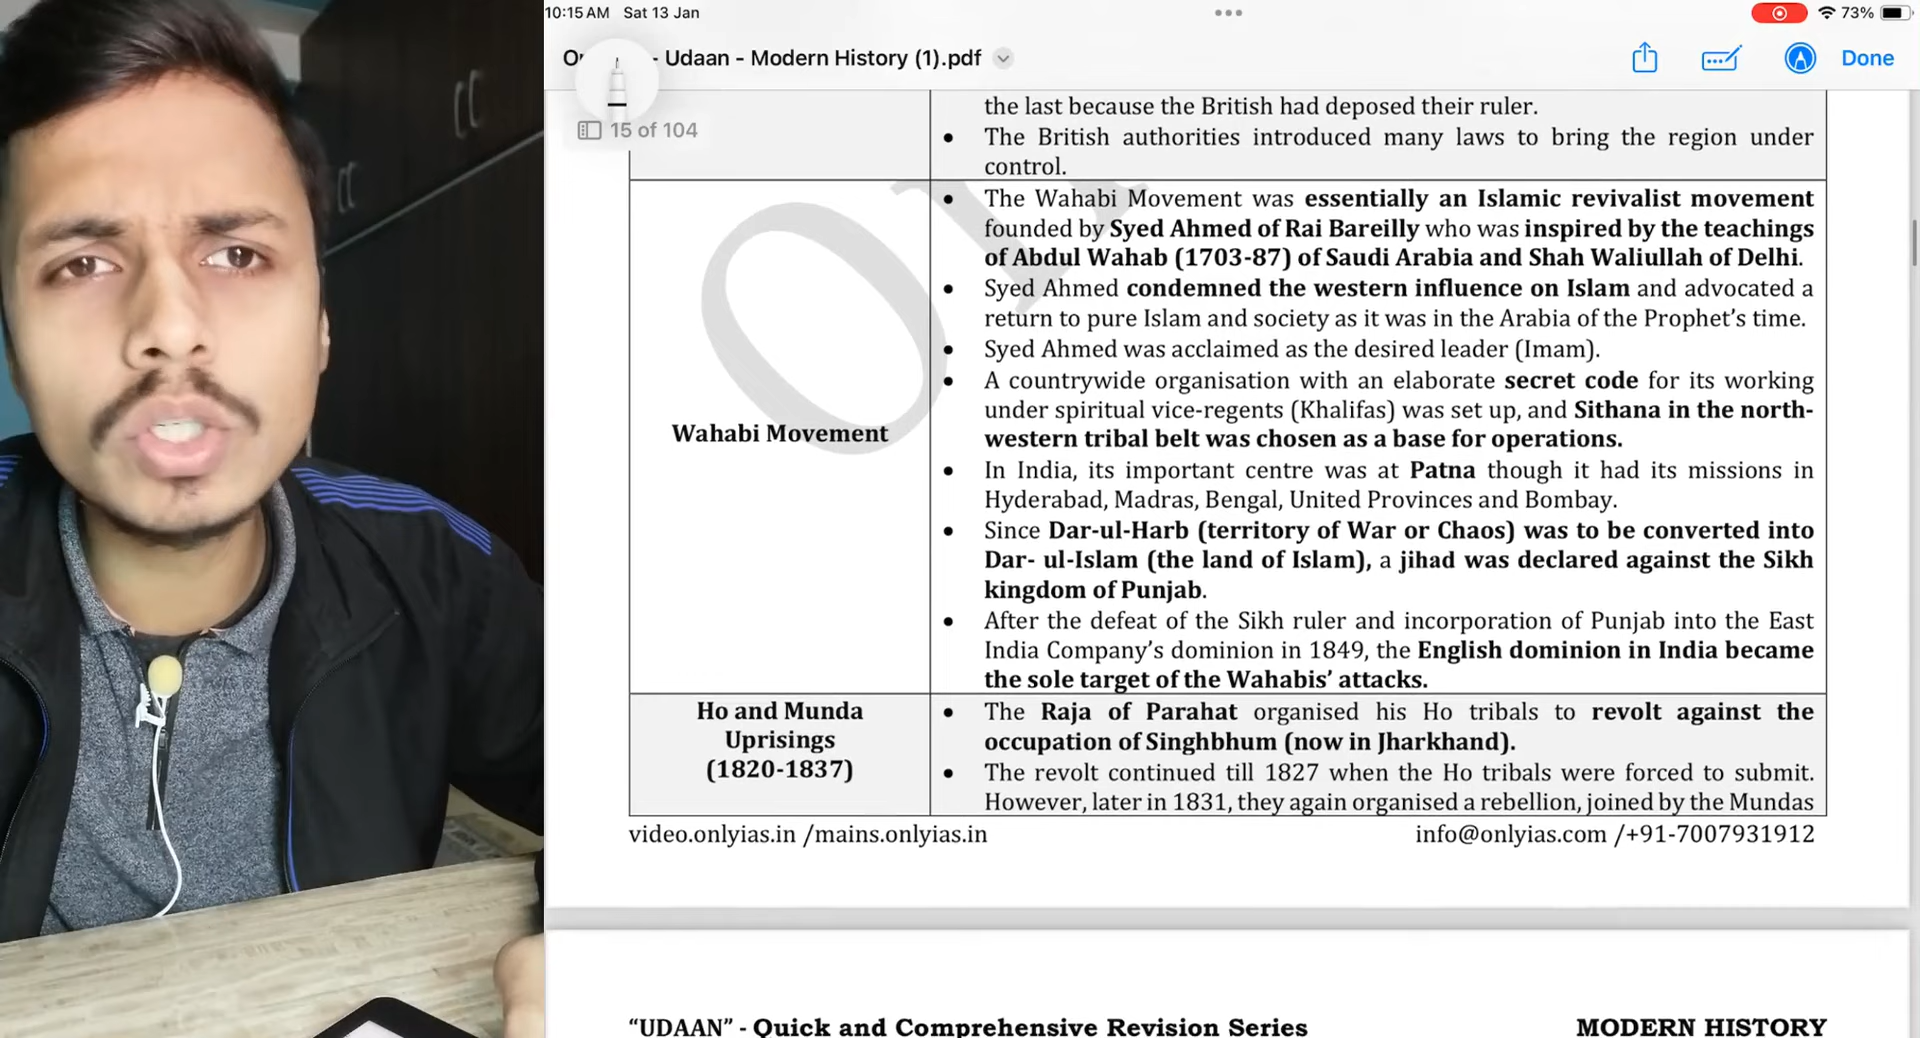 10:15 AM Sat 13 Jan
73%
- Udaan - Modern History (1).pdf
Done
15 of 104
the last because the British had deposed their ruler.
• The British authorities introduced many laws to bring the region under
control.
Wahabi Movement
• The Wahabi Movement was essentially an Islamic revivalist movement
founded by Syed Ahmed of Rai Bareilly who was inspired by the teachings
of Abdul Wahab (1703-87) of Saudi Arabia and Shah Waliullah of Delhi.
• Syed Ahmed condemned the western influence on Islam and advocated a
return to pure Islam and society as it was in the Arabia of the Prophet's time.
• Syed Ahmed was acclaimed as the desired leader (Imam).
• A countrywide organisation with an elaborate secret code for its working
under spiritual vice-regents (Khalifas) was set up, and Sithana in the north-
western tribal belt was chosen as a base for operations.
• In India, its important centre was at Patna though it had its missions in
Hyderabad, Madras, Bengal, United Provinces and Bombay.
• Since Dar-ul-Harb (territory of War or Chaos) was to be converted into
Dar- ul-Islam (the land of Islam), a jihad was declared against the Sikh
kingdom of Punjab.
• After the defeat of the Sikh ruler and incorporation of Punjab into the East
India Company's dominion in 1849, the English dominion in India became
the sole target of the Wahabis' attacks.
Ho and Munda
Uprisings
(1820-1837)
• The Raja of Parahat organised his Ho tribals to revolt against the
occupation of Singhbhum (now in Jharkhand).
• The revolt continued till 1827 when the Ho tribals were forced to submit.
However, later in 1831, they again organised a rebellion, joined by the Mundas
video.onlyias.in /mains.onlyias.in
info@onlyias.com /+91-7007931912
"UDAAN" - Quick and Comprehensive Revision Series
MODERN HISTORY